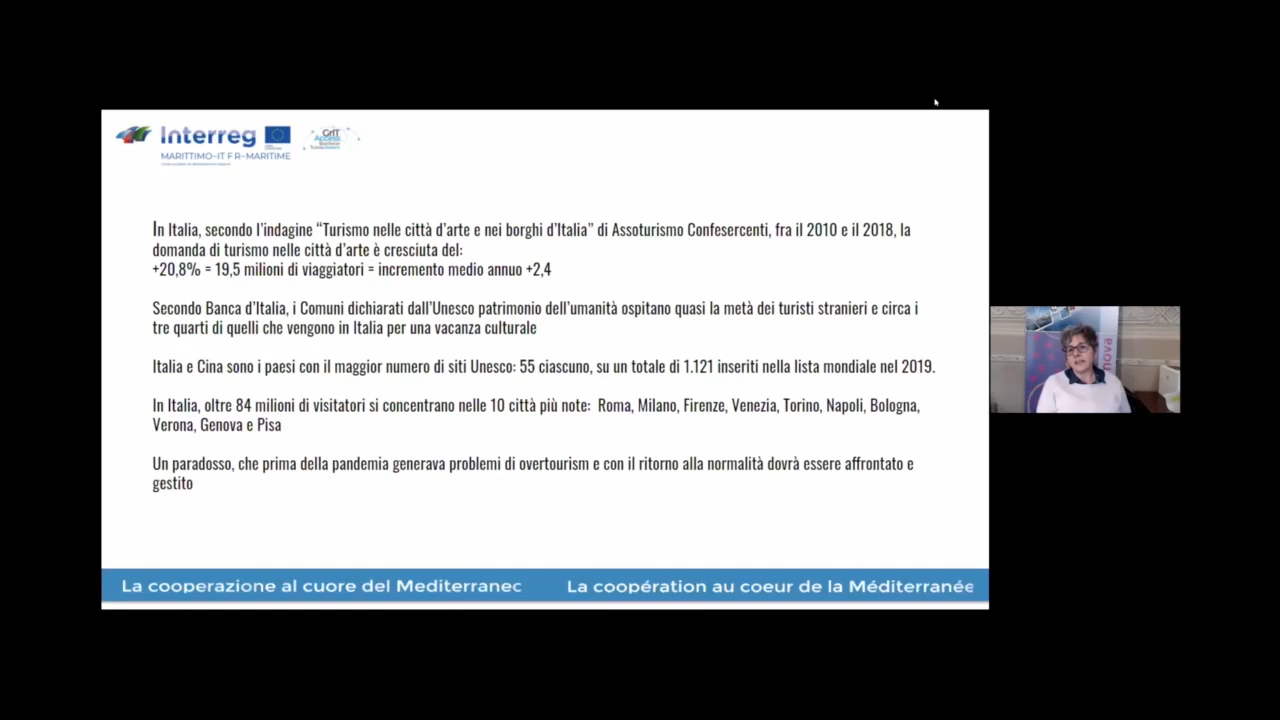 Interreg
MARITTIMO-IT FR-MARITIME
GrIT
Access
In Italia, secondo l'indagine "Turismo nelle città d'arte e nei borghi d'Italia" di Assoturismo Confesercenti, fra il 2010 e il 2018, la
domanda di turismo nelle città d'arte è cresciuta del:
+20,8% = 19,5 milioni di viaggiatori = incremento medio annuo +2,4
Secondo Banca d'Italia, i Comuni dichiarati dall'Unesco patrimonio dell'umanità ospitano quasi la metà dei turisti stranieri e circa i
tre quarti di quelli che vengono in Italia per una vacanza culturale
Italia e Cina sono i paesi con il maggior numero di siti Unesco: 55 ciascuno, su un totale di 1.121 inseriti nella lista mondiale nel 2019.
In Italia, oltre 84 milioni di visitatori si concentrano nelle 10 città più note: Roma, Milano, Firenze, Venezia, Torino, Napoli, Bologna,
Verona, Genova e Pisa
Un paradosso, che prima della pandemia generava problemi di overtourism e con il ritorno alla normalità dovrà essere affrontato e
gestito
La cooperazione al cuore del Mediterraneo
La coopération au coeur de la Méditerranée
nova